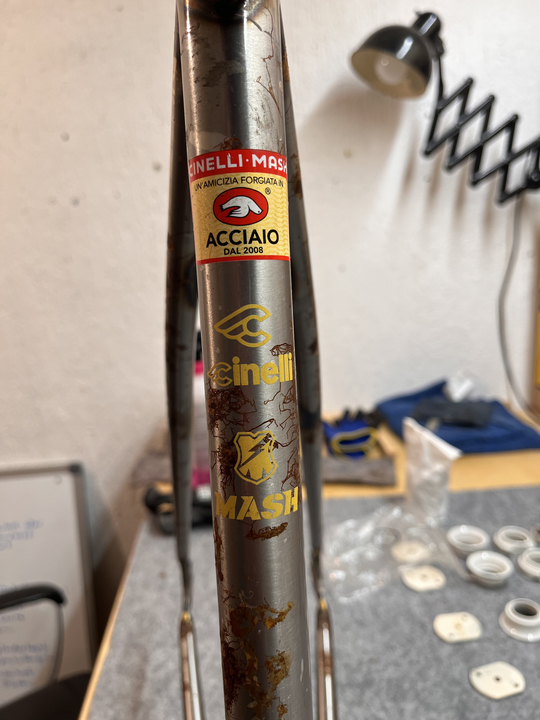 CINELLI·MASH
UN'AMICIZIA FORGIATA IN
®
ACCIAIO
DAL 2008
cinelli
MASH